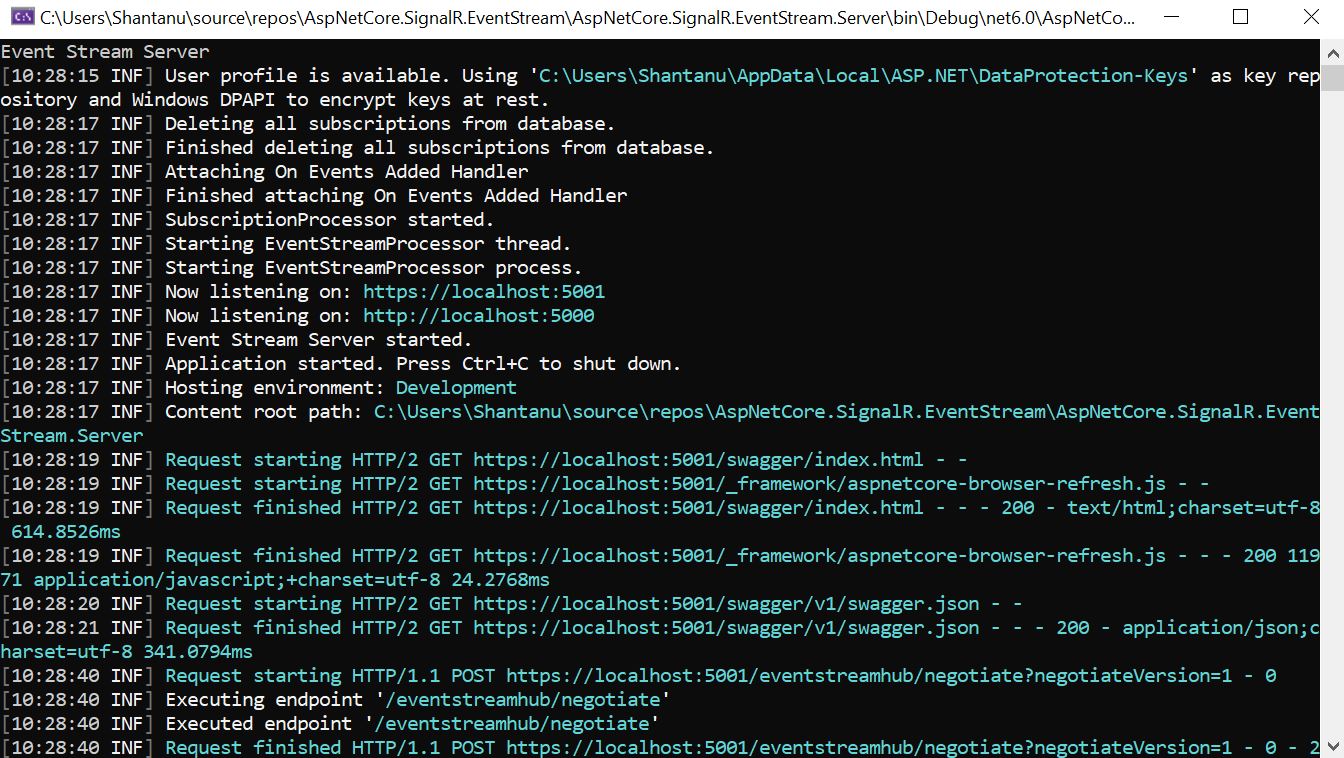 C:\Users\Shantanu\source\repos\AspNetCore.SignalR.EventStream\AspNetCore.SignalR.EventStream.Server\bin\Debug\net6.0\AspNetCo...
Event Stream Server
[10:28:15 INF] User profile is available. Using 'C:\Users\Shantanu\AppData\Local\ASP.NET\DataProtection-Keys' as key rep
ository and Windows DPAPI to encrypt keys at rest.
[10:28:17 INF] Deleting all subscriptions from database.
[10:28:17 INF] Finished deleting all subscriptions from database.
[10:28:17 INF] Attaching On Events Added Handler
[10:28:17 INF] Finished attaching On Events Added Handler
[10:28:17 INF] SubscriptionProcessor started.
[10:28:17 INF] Starting EventStreamProcessor thread.
[10:28:17 INF] Starting EventStreamProcessor process.
[10:28:17 INF] Now listening on: https://localhost:5001
[10:28:17 INF] Now listening on: http://localhost:5000
[10:28:17 INF] Event Stream Server started.
[10:28:17 INF] Application started. Press Ctrl+C to shut down.
[10:28:17 INF] Hosting environment: Development
[10:28:17 INF] Content root path: C:\Users\Shantanu\source\repos\AspNetCore.SignalR.EventStream\AspNetCore.SignalR.Event
Stream.Server
[10:28:19 INF] Request starting HTTP/2 GET https://localhost:5001/swagger/index.html - -
[10:28:19 INF] Request starting HTTP/2 GET https://localhost:5001/_framework/aspnetcore-browser-refresh.js - -
[10:28:19 INF] Request finished HTTP/2 GET https://localhost:5001/swagger/index.html - - - 200 - text/html;charset=utf-8
 614.8526ms
[10:28:19 INF] Request finished HTTP/2 GET https://localhost:5001/_framework/aspnetcore-browser-refresh.js - - - 200 119
71 application/javascript;+charset=utf-8 24.2768ms
[10:28:20 INF] Request starting HTTP/2 GET https://localhost:5001/swagger/v1/swagger.json - -
[10:28:21 INF] Request finished HTTP/2 GET https://localhost:5001/swagger/v1/swagger.json - - - 200 - application/json;c
harset=utf-8 341.0794ms
[10:28:40 INF] Request starting HTTP/1.1 POST https://localhost:5001/eventstreamhub/negotiate?negotiateVersion=1 - 0
[10:28:40 INF] Executing endpoint '/eventstreamhub/negotiate'
[10:28:40 INF] Executed endpoint '/eventstreamhub/negotiate'
[10:28:40 INF] Request finished HTTP/1.1 POST https://localhost:5001/eventstreamhub/negotiate?negotiateVersion=1 - 0 - 2